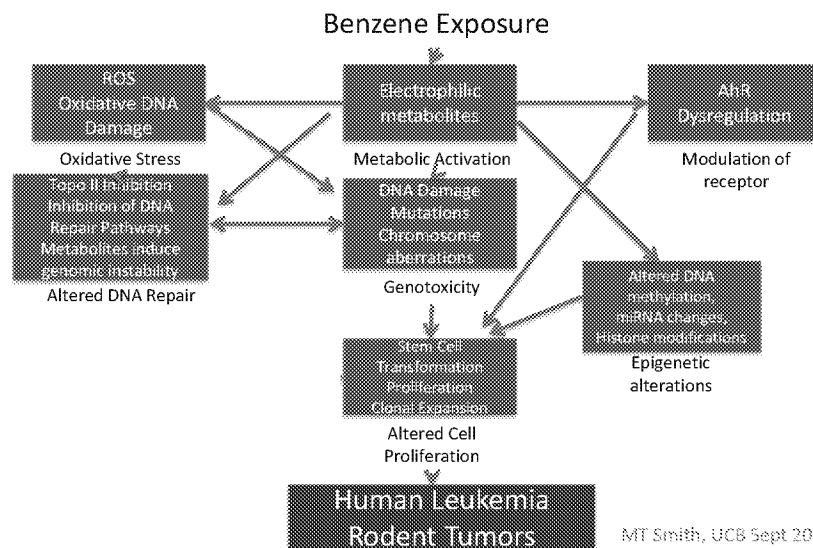 Benzene Exposure
ROS
Oxidative DNA
Damage
Oxidative Stress
Electrophilic
metabolites
Metabolic Activation
AhR
Dysregulation
Modulation of
receptor
Topo II Inhibition
Inhibition of DNA
Repair Pathways
Metabolites induce
genomic instability
Altered DNA Repair
DNA Damage
Mutations
Chromosome
aberrations
Genotoxicity
Altered DNA
methylation,
miRNA changes,
Histone modifications
Epigenetic
alterations
Stem Cell
Transformation
Proliferation
Clonal Expansion
Altered Cell
Proliferation
Human Leukemia
Rodent Tumors
MT Smith, UCB Sept 20